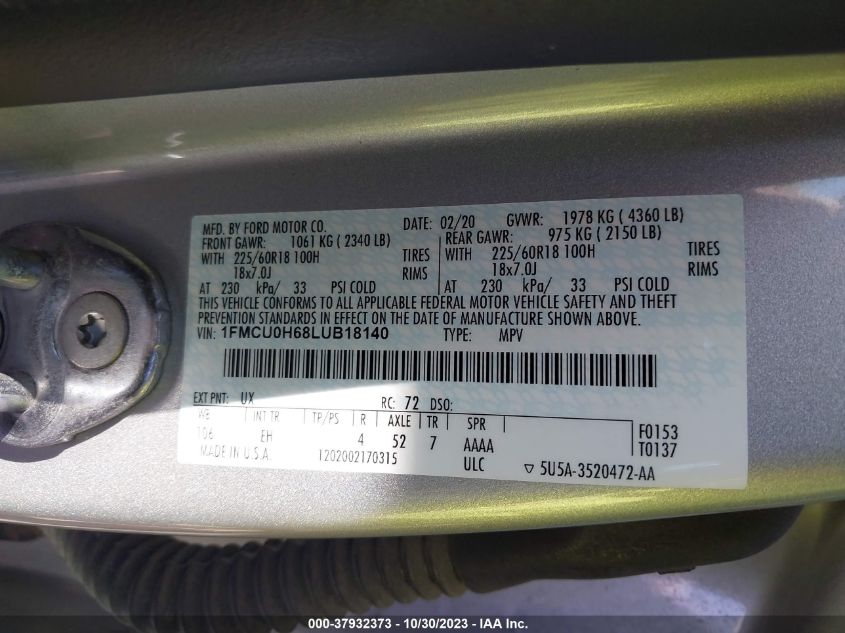 MFD. BY FORD MOTOR CO. DATE: 02/20 GVWR: 1978 KG ( 4360 LB)
FRONT GAWR: 1061 KG ( 2340 LB) REAR GAWR: 975 KG ( 2150 LB)
WITH 225/60R18 100H TIRES WITH 225/60R18 100H TIRES
18x7.0J RIMS 18x7.0J RIMS
AT 230 kPa/ 33 PSI COLD AT 230 kPa/ 33 PSI COLD
THIS VEHICLE CONFORMS TO ALL APPLICABLE FEDERAL MOTOR VEHICLE SAFETY AND THEFT
PREVENTION STANDARDS IN EFFECT ON THE DATE OF MANUFACTURE SHOWN ABOVE.
VIN: 1FMCU0H68LUB18140 TYPE: MPV
EXT PNT: UX RC: 72 DSO:
WB INT TR TP/PS R AXLE TR SPR
106 EH 4 52 7 AAAA F0153
T0137
MADE IN U.S.A. 1202002170315 ULC ▽ 5U5A-3520472-AA
000-37932373 - 10/30/2023 - IAA Inc.